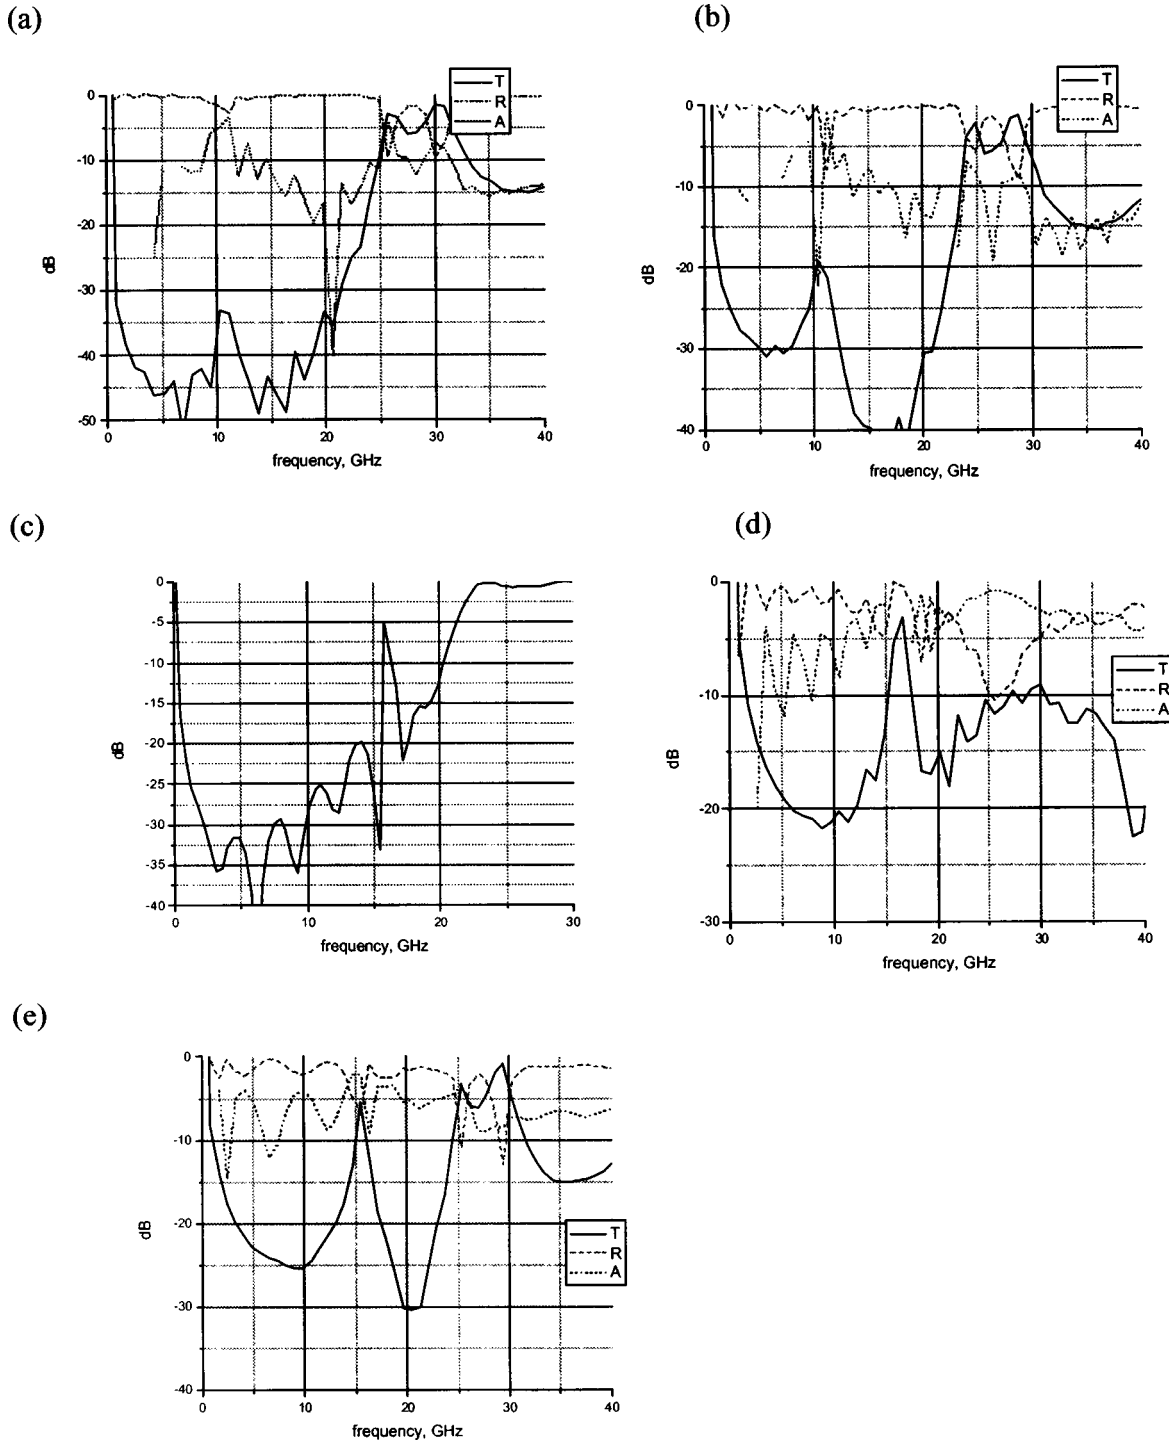 (a)
T
R
A
0
-10
-20
-30
-40
-50
dB
0 10 20 30 40
frequency, GHz
(b)
T
R
A
0
-10
-20
-30
-40
dB
0 10 20 30 40
frequency, GHz
(c)
0
-5
-10
-15
-20
-25
-30
-35
-40
dB
0 10 20 30
frequency, GHz
(d)
0
-10
-20
-30
dB
T
R
A
0 10 20 30 40
frequency, GHz
(e)
0
-10
-20
-30
-40
dB
T
R
A
0 10 20 30 40
frequency, GHz